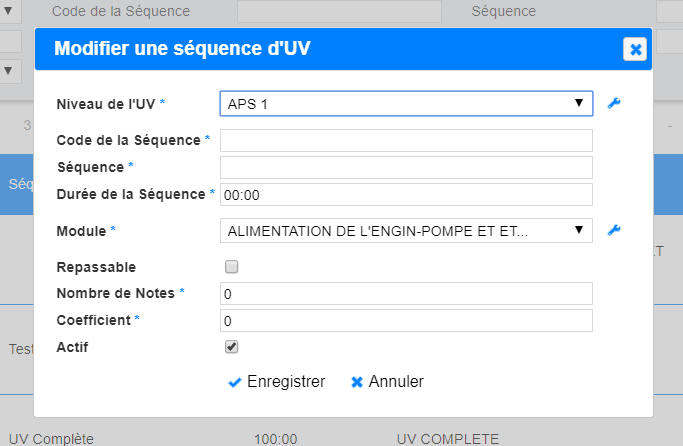 Code de la Séquence Séquence
Modifier une séquence d'UV
3
Niveau de l'UV * APS 1
Code de la Séquence *
Séquence *
Séq
Durée de la Séquence * 00:00
Module * ALIMENTATION DE L'ENGIN-POMPE ET ET...
T
Repassable
Nombre de Notes * 0
Coefficient * 0
Test
Actif
Enregistrer Annuler
UV Complète 100:00 UV COMPLETE